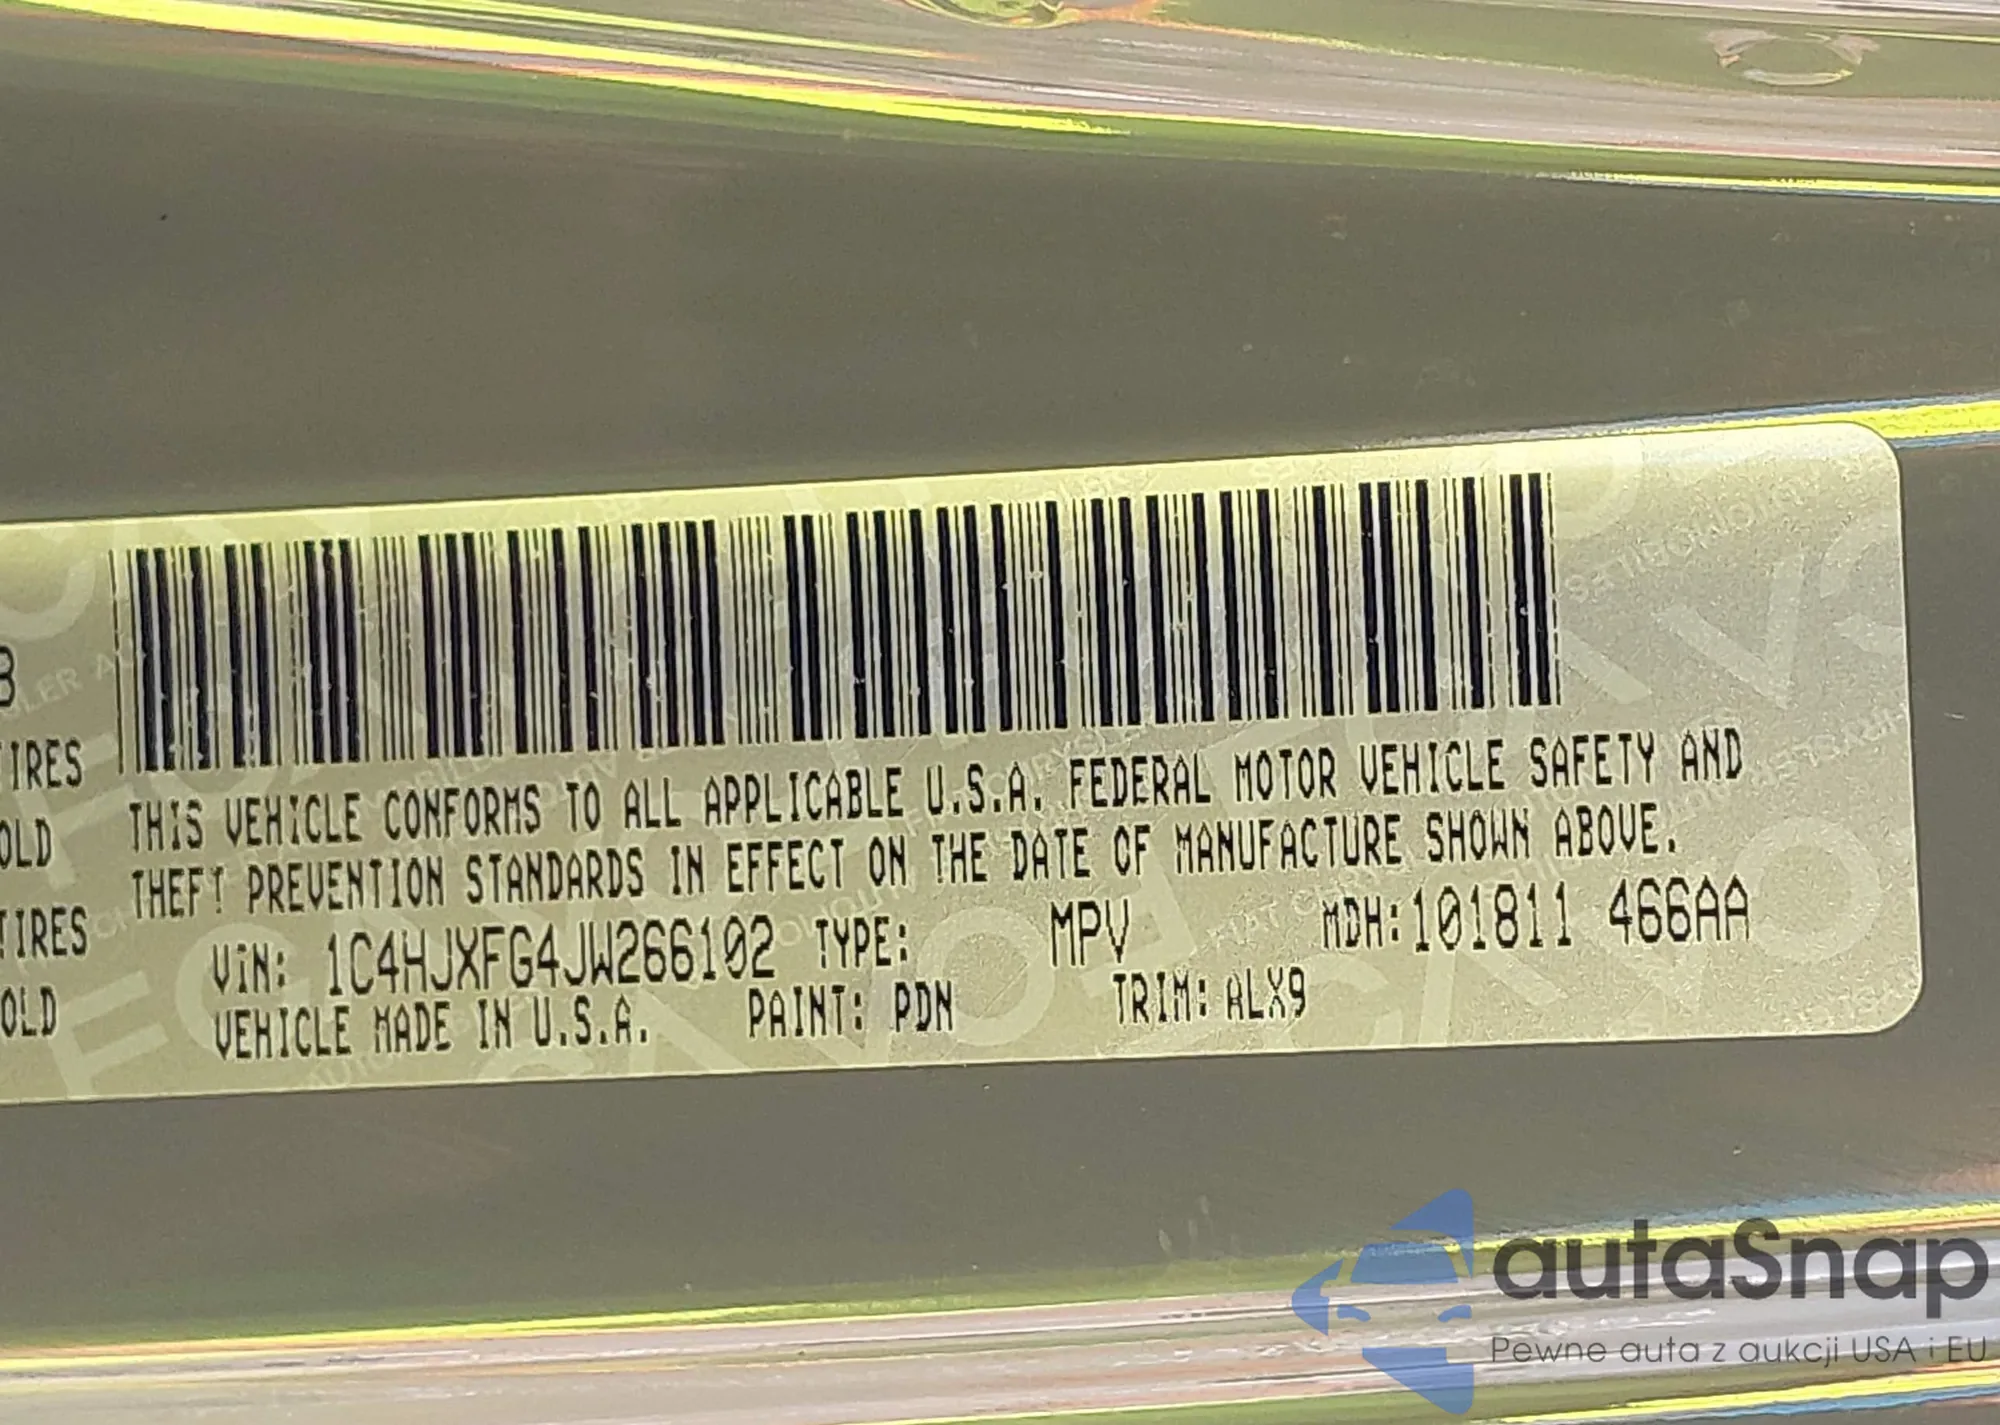 B
TIRES
OLD
TIRES
OLD
THIS VEHICLE CONFORMS TO ALL APPLICABLE U.S.A. FEDERAL MOTOR VEHICLE SAFETY AND
THEFT PREVENTION STANDARDS IN EFFECT ON THE DATE OF MANUFACTURE SHOWN ABOVE.
VIN: 1C4HJXFG4JW266102 TYPE: MPV MDH:101811 466AA
VEHICLE MADE IN U.S.A. PAINT: PDN TRIM: ALX9
autaSnap
Pewne auta z aukcji USA i EU